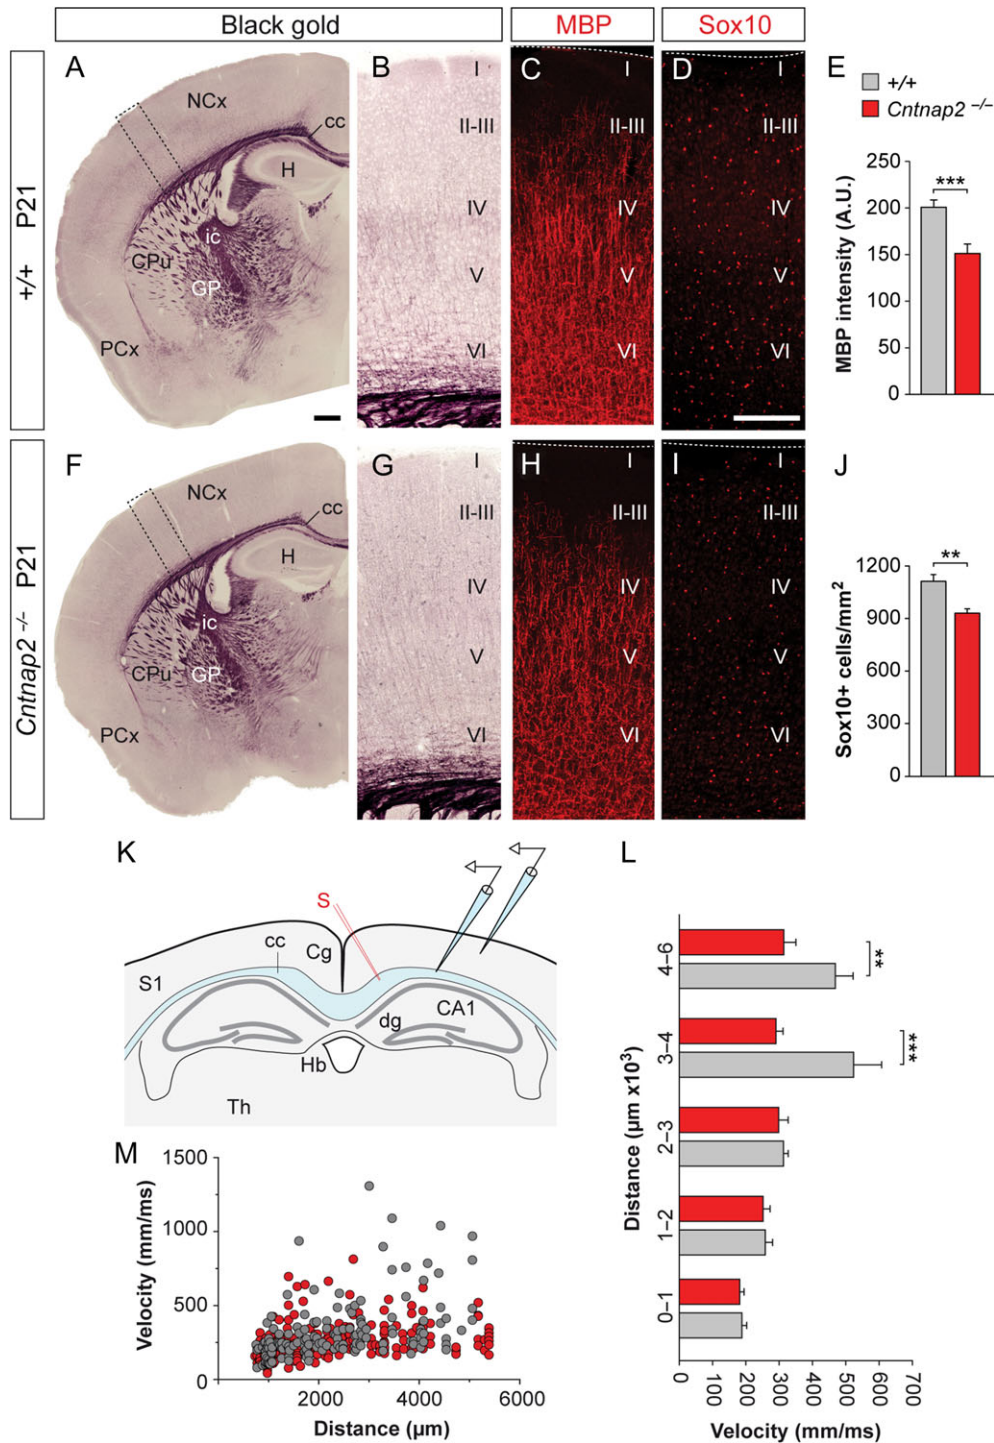 Black gold
MBP
Sox10
+/+ P21
A
NCx
cc
H
ic
CPu
GP
PCx
B
I
II-III
IV
V
VI
C
I
II-III
IV
V
VI
D
I
II-III
IV
V
VI
E
+/+
Cntnap2 –/–
MBP intensity (A.U.)
250
200
150
100
50
0
***
Cntnap2 –/– P21
F
NCx
cc
H
ic
CPu
GP
PCx
G
I
II-III
IV
V
VI
H
I
II-III
IV
V
VI
I
I
II-III
IV
V
VI
J
Sox10+ cells/mm²
1200
900
600
300
0
**
K
S
cc
Cg
S1
CA1
dg
Hb
Th
L
Distance (µm x10³)
4–6
3–4
2–3
1–2
0–1
**
***
0 100 200 300 400 500 600 700
Velocity (mm/ms)
M
Velocity (mm/ms)
1500
1000
500
0
2000 4000 6000
Distance (µm)